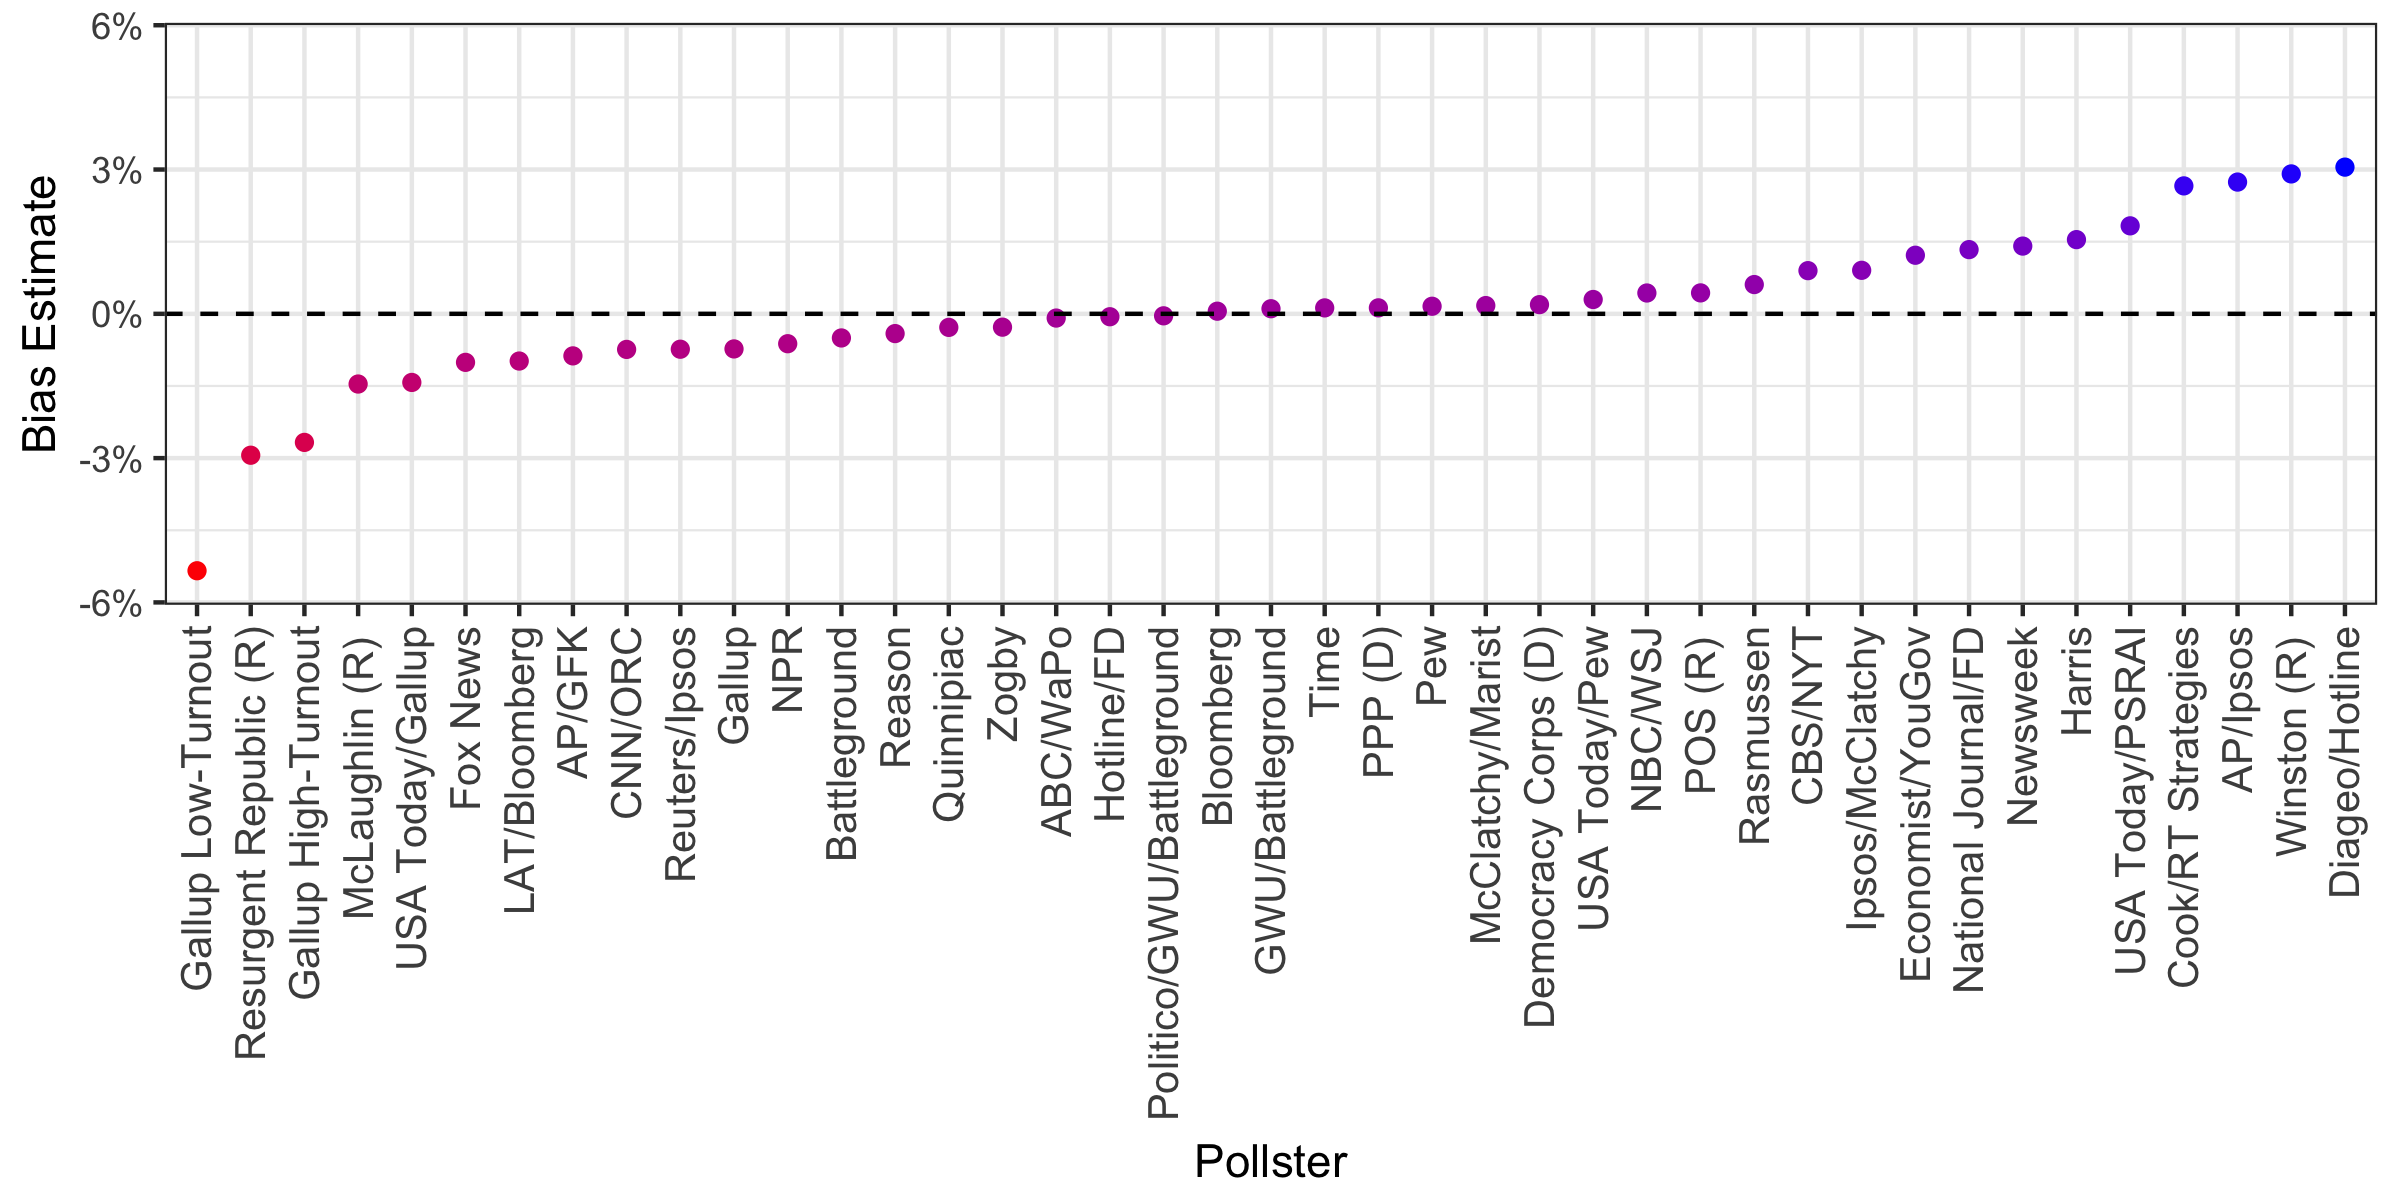 6%
3%
0%
-3%
-6%
Bias Estimate
Gallup Low-Turnout
Resurgent Republic (R)
Gallup High-Turnout
McLaughlin (R)
USA Today/Gallup
Fox News
LAT/Bloomberg
AP/GFK
CNN/ORC
Reuters/Ipsos
Gallup
NPR
Battleground
Reason
Quinnipiac
Zogby
ABC/WaPo
Hotline/FD
Politico/GWU/Battleground
Bloomberg
GWU/Battleground
Time
PPP (D)
Pew
McClatchy/Marist
Democracy Corps (D)
USA Today/Pew
NBC/WSJ
POS (R)
Rasmussen
CBS/NYT
Ipsos/McClatchy
Economist/YouGov
National Journal/FD
Newsweek
Harris
USA Today/PSRAI
Cook/RT Strategies
AP/Ipsos
Winston (R)
Diageo/Hotline
Pollster